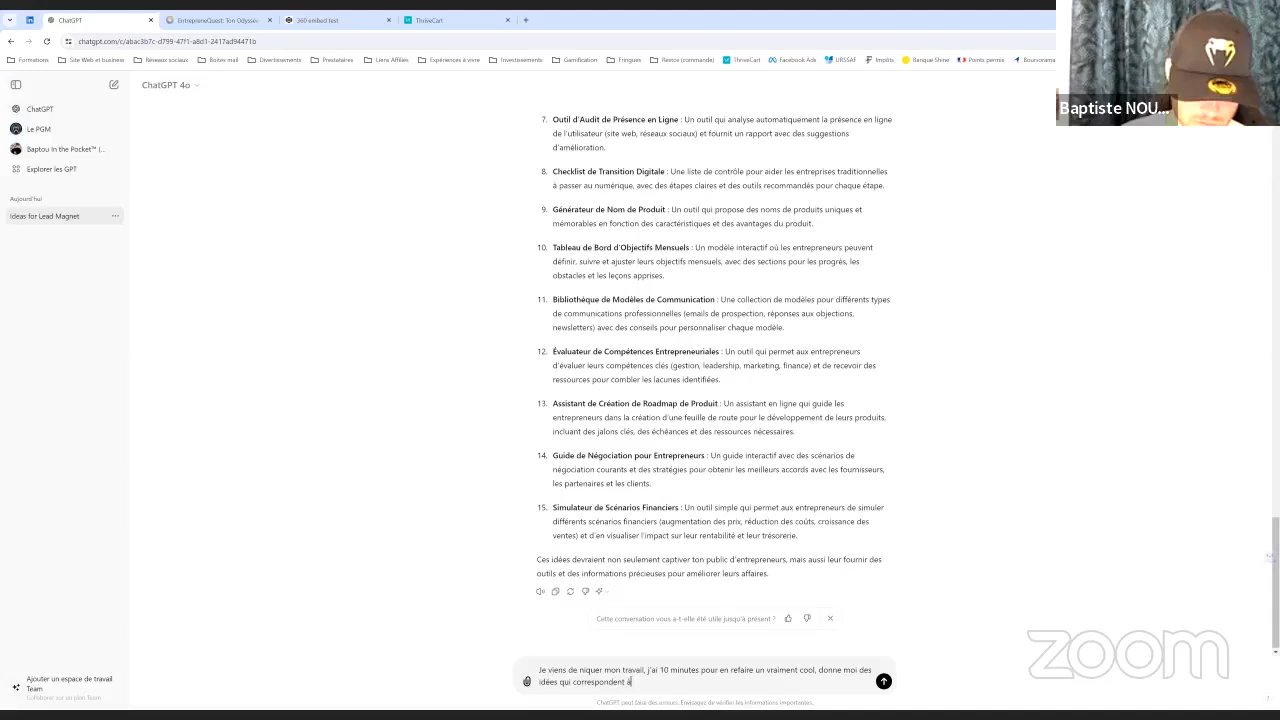 ChatGPT
EntrepreneQuest: Ton Odyssée
360 embed test
ThriveCart
chatgpt.com/c/abac3b7c-d799-47f1-a8d1-2417ad94471b
Formations
Site Web et business
Réseaux sociaux
Boites mail
Divertissements
Prestataires
Liens Affiliés
Expériences à vivre
Investissements
Gamification
Fringues
Réetox (commande)
ThriveCart
Facebook Ads
URSSAF
Impôts
Banque Shine
Points permis
Boursorama
Baptiste NOU...
ChatGPT
Le PGM
Baptou In the Pocket™ (...
Explorer les GPT
Aujourd'hui
Ideas for Lead Magnet
ChatGPT 4o
7. Outil d'Audit de Présence en Ligne : Un outil qui analyse automatiquement la présence en ligne
de l'utilisateur (site web, réseaux sociaux) et fournit un rapport avec des suggestions
d'amélioration.
8. Checklist de Transition Digitale : Une liste de contrôle pour aider les entreprises traditionnelles
à passer au numérique, avec des étapes claires et des outils recommandés pour chaque étape.
9. Générateur de Nom de Produit : Un outil qui propose des noms de produits uniques et
mémorables en fonction des caractéristiques et des avantages du produit.
10. Tableau de Bord d'Objectifs Mensuels : Un modèle interactif où les entrepreneurs peuvent
définir, suivre et ajuster leurs objectifs mensuels, avec des sections pour les progrès, les
obstacles et les leçons apprises.
11. Bibliothèque de Modèles de Communication : Une collection de modèles pour différents types
de communications professionnelles (emails de prospection, réponses aux objections,
newsletters) avec des conseils pour personnaliser chaque modèle.
12. Évaluateur de Compétences Entrepreneuriales : Un outil qui permet aux entrepreneurs
d'évaluer leurs compétences clés (gestion, leadership, marketing, finance) et de recevoir des
ressources pour combler les lacunes identifiées.
13. Assistant de Création de Roadmap de Produit : Un assistant en ligne qui guide les
entrepreneurs dans la création d'une feuille de route pour le développement de leurs produits,
incluant des jalons clés, des échéances et des ressources nécessaires.
14. Guide de Négociation pour Entrepreneurs : Un guide interactif avec des scénarios de
négociation courants et des stratégies pour obtenir les meilleurs accords avec les fournisseurs,
les partenaires et les clients.
15. Simulateur de Scénarios Financiers : Un outil simple qui permet aux entrepreneurs de simuler
différents scénarios financiers (augmentation des prix, réduction des coûts, croissance des
ventes) et d'en visualiser l'impact sur leur rentabilité et leur trésorerie.
Ces idées devraient non seulement captiver ton public d'entrepreneurs, mais aussi leur fournir des
outils et des informations précieuses pour améliorer leurs affaires.
Cette conversation vous a-t-elle été utile jusqu'à présent ?
Je viens de niquer mon travail, j'ai 10 minutes pour en refaire un vraiment cool, donne moi des
idées qui correspondent à
ChatGPT peut faire des erreurs. Envisagez de vérifier les informations importantes.
Ajouter un espace de travail
Team
Collaborer sur un plan Team
zoom